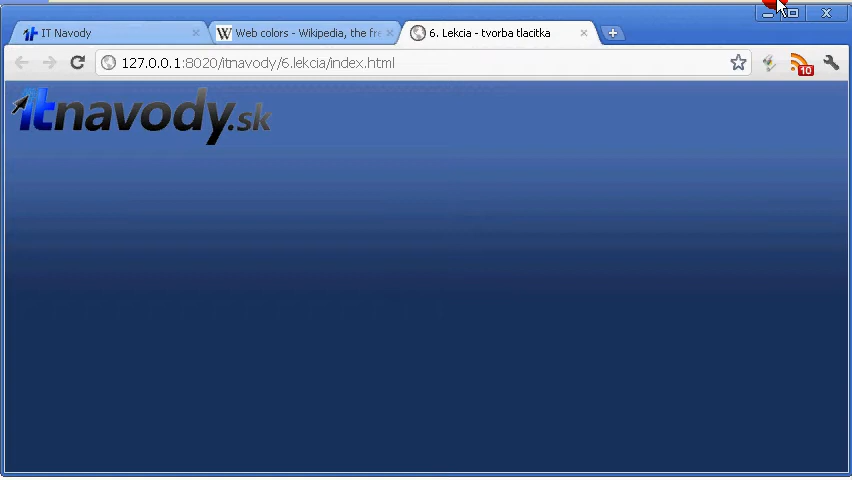 IT Navody
Web colors - Wikipedia, the fre
6. Lekcia - tvorba tlacitka
127.0.0.1:8020/itnavody/6.lekcia/index.html
10
itnavody.sk